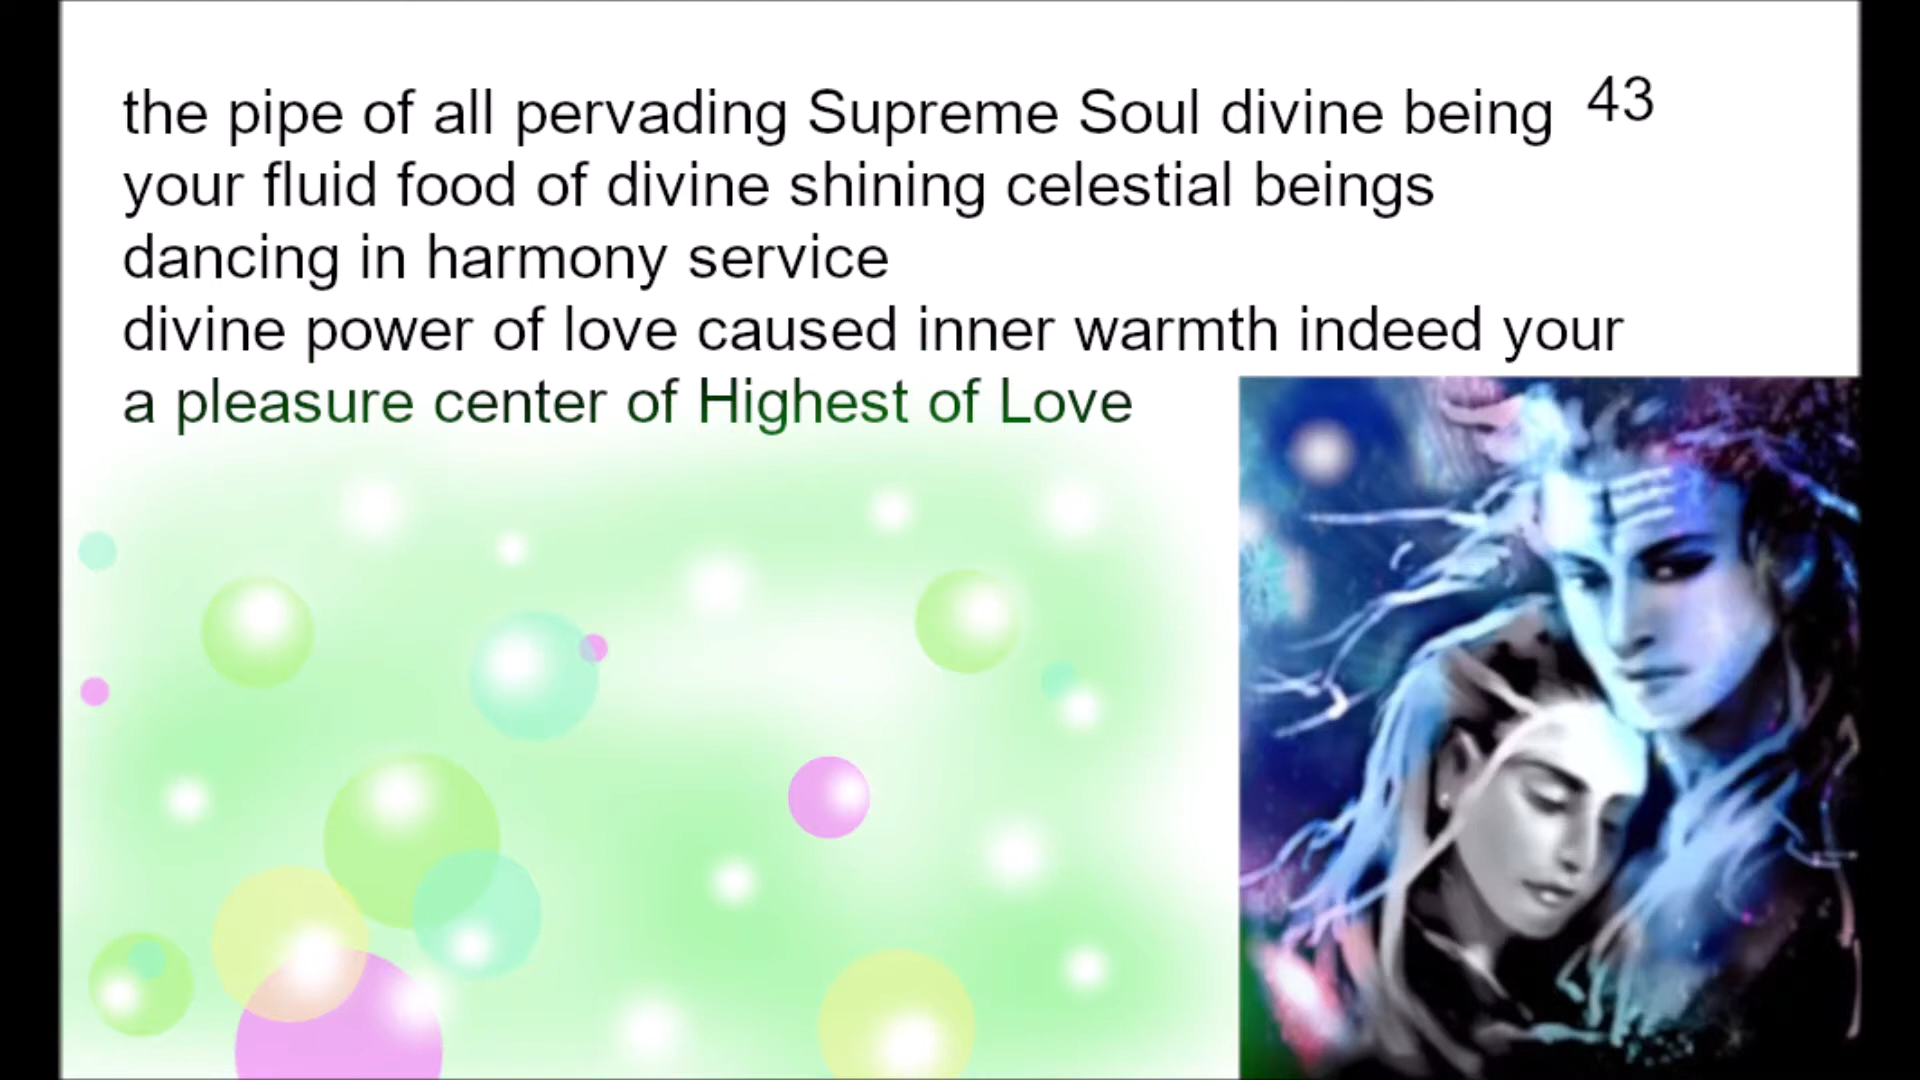 the pipe of all pervading Supreme Soul divine being 43
your fluid food of divine shining celestial beings
dancing in harmony service
divine power of love caused inner warmth indeed your
a pleasure center of Highest of Love